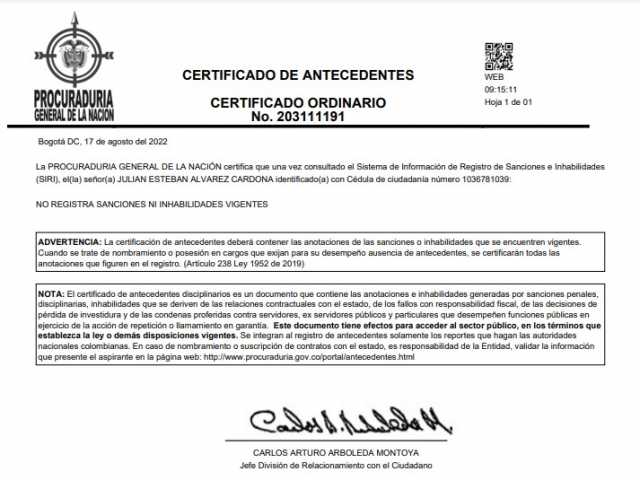 PROCURADURIA
GENERAL DE LA NACION
CERTIFICADO DE ANTECEDENTES
CERTIFICADO ORDINARIO
No. 203111191
WEB
09:15:11
Hoja 1 de 01
Bogotá DC, 17 de agosto del 2022
La PROCURADURIA GENERAL DE LA NACIÓN certifica que una vez consultado el Sistema de Información de Registro de Sanciones e Inhabilidades
(SIRI), el(la) señor(a) JULIAN ESTEBAN ALVAREZ CARDONA identificado(a) con Cédula de ciudadanía número 1036781039:
NO REGISTRA SANCIONES NI INHABILIDADES VIGENTES
ADVERTENCIA: La certificación de antecedentes deberá contener las anotaciones de las sanciones o inhabilidades que se encuentren vigentes.
Cuando se trate de nombramiento o posesión en cargos que exijan para su desempeño ausencia de antecedentes, se certificarán todas las
anotaciones que figuren en el registro. (Artículo 238 Ley 1952 de 2019)
NOTA: El certificado de antecedentes disciplinarios es un documento que contiene las anotaciones e inhabilidades generadas por sanciones penales,
disciplinarias, inhabilidades que se deriven de las relaciones contractuales con el estado, de los fallos con responsabilidad fiscal, de las decisiones de
pérdida de investidura y de las condenas proferidas contra servidores, ex servidores públicos y particulares que desempeñen funciones públicas en
ejercicio de la acción de repetición o llamamiento en garantía. Este documento tiene efectos para acceder al sector público, en los términos que
establezca la ley o demás disposiciones vigentes. Se integran al registro de antecedentes solamente los reportes que hagan las autoridades
nacionales colombianas. En caso de nombramiento o suscripción de contratos con el estado, es responsabilidad de la Entidad, validar la información
que presente el aspirante en la página web: http://www.procuraduria.gov.co/portal/antecedentes.html
Carlos A. Arboleda M.
CARLOS ARTURO ARBOLEDA MONTOYA
Jefe División de Relacionamiento con el Ciudadano